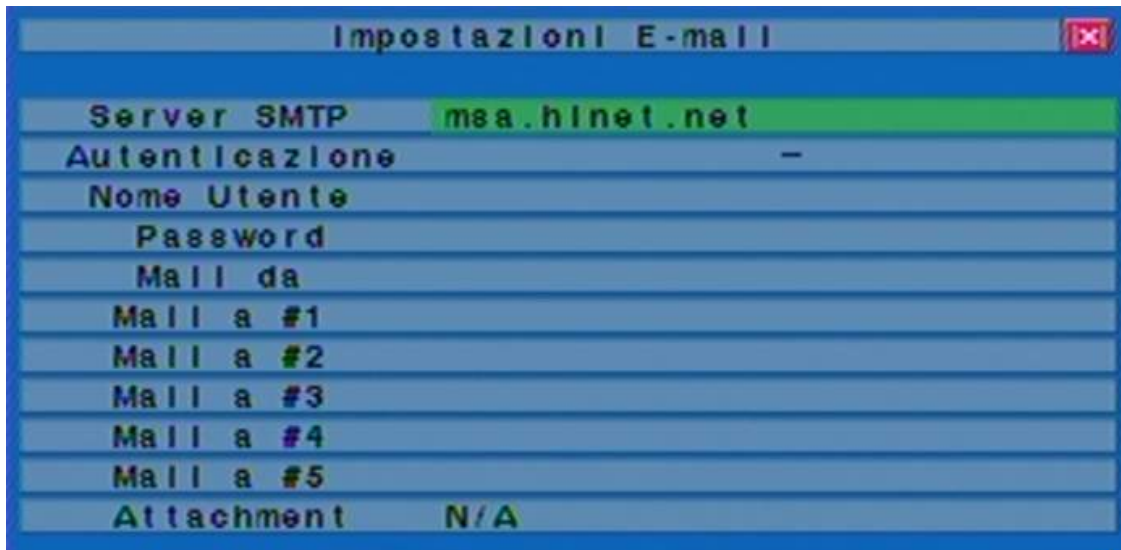 Impostazioni E-mail
Server SMTP msa.hinet.net
Autenticazione –
Nome Utente
Password
Mail da
Mail a #1
Mail a #2
Mail a #3
Mail a #4
Mail a #5
Attachment N/A